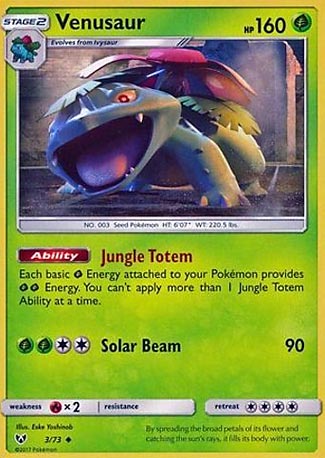 STAGE2 Venusaur HP160
Evolves from Ivysaur
NO. 003 Seed Pokémon HT: 6'07" WT: 220.5 lbs.
Ability Jungle Totem
Each basic Energy attached to your Pokémon provides
Energy. You can't apply more than 1 Jungle Totem
Ability at a time.
Solar Beam 90
weakness ×2 resistance retreat
Illus. Eske Yoshinob
3/73
©2017 Pokémon
By spreading the broad petals of its flower and
catching the sun's rays, it fills its body with power.